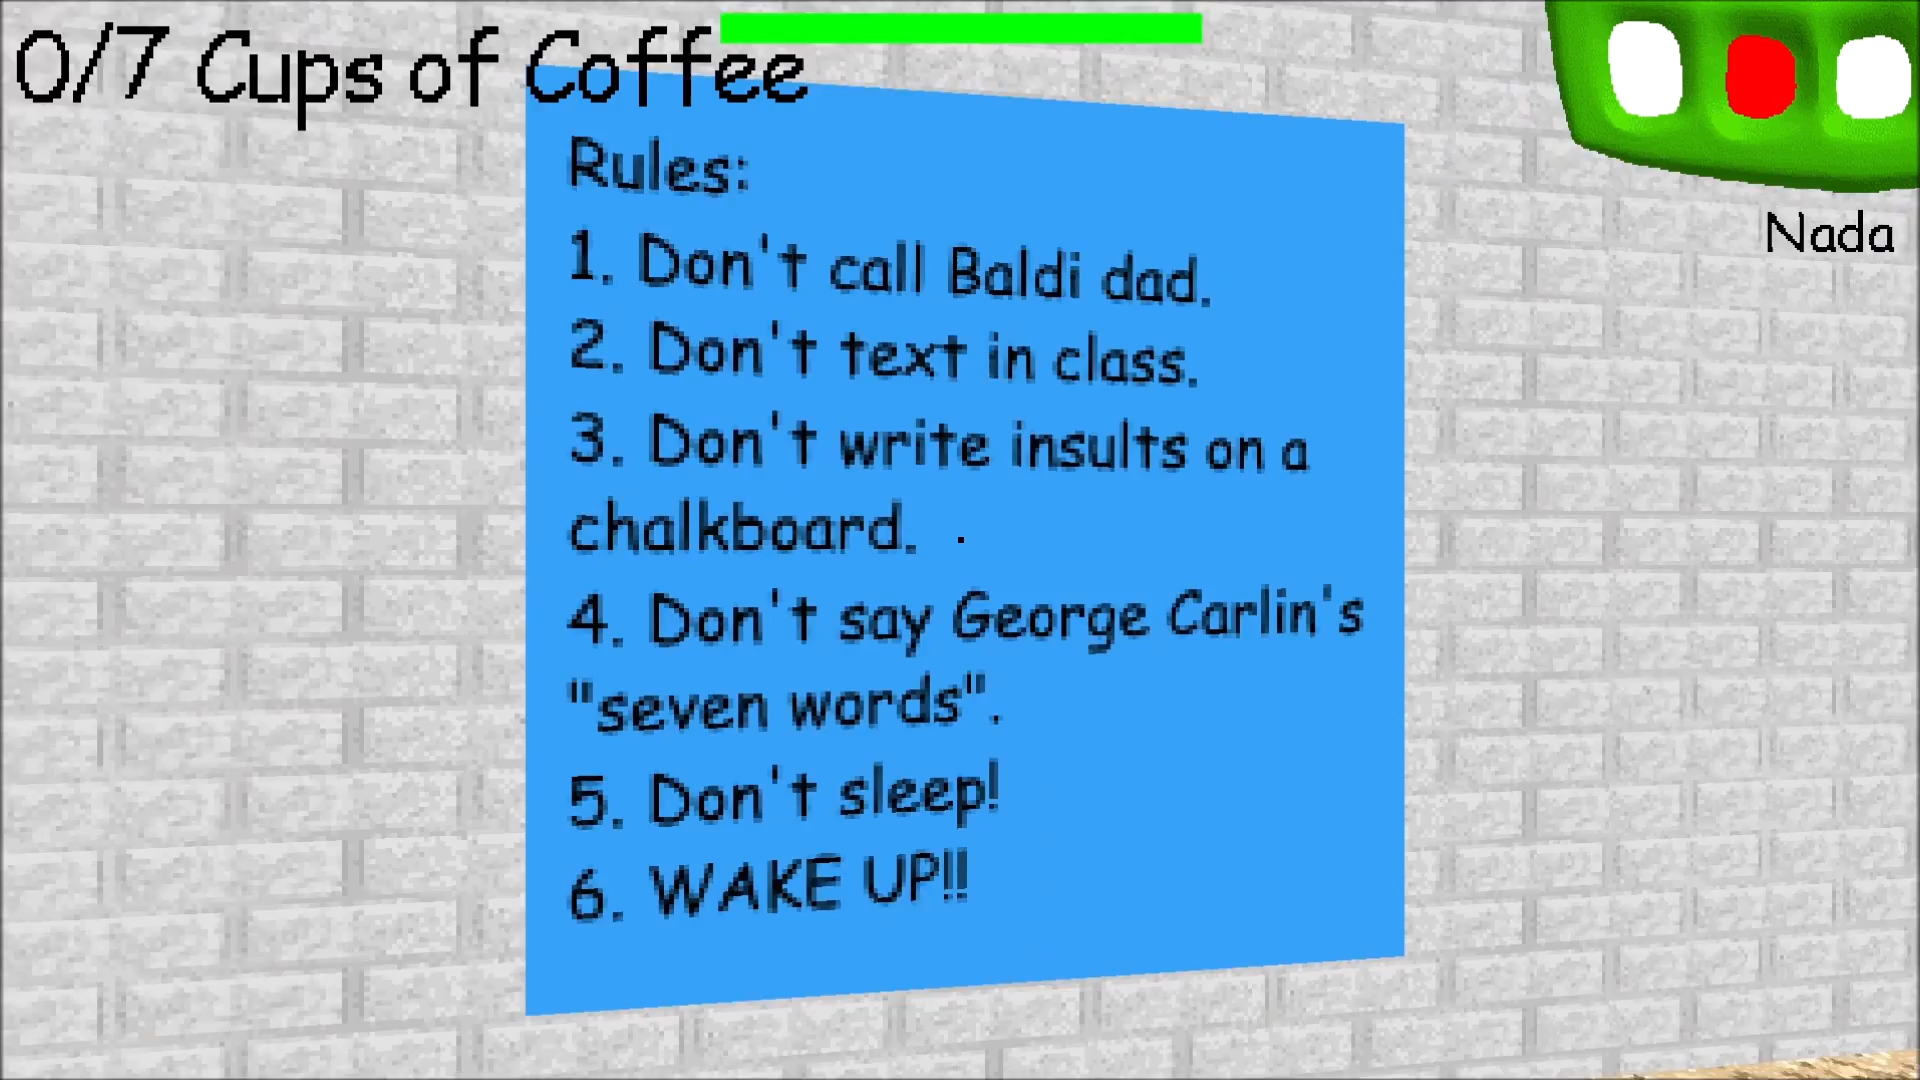 0/7 Cups of Coffee
Nada
Rules:
1. Don't call Baldi dad.
2. Don't text in class.
3. Don't write insults on a
chalkboard.
4. Don't say George Carlin's
"seven words".
5. Don't sleep!
6. WAKE UP!!